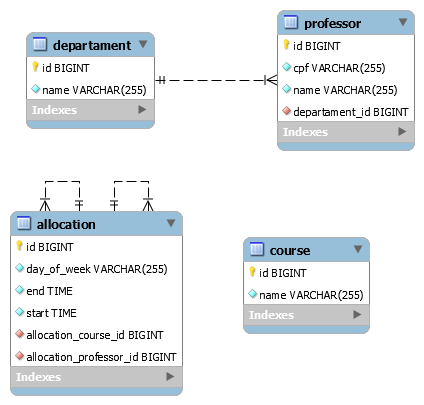 departament
id BIGINT
name VARCHAR(255)
Indexes
professor
id BIGINT
cpf VARCHAR(255)
name VARCHAR(255)
departament_id BIGINT
Indexes
allocation
id BIGINT
day_of_week VARCHAR(255)
end TIME
start TIME
allocation_course_id BIGINT
allocation_professor_id BIGINT
Indexes
course
id BIGINT
name VARCHAR(255)
Indexes